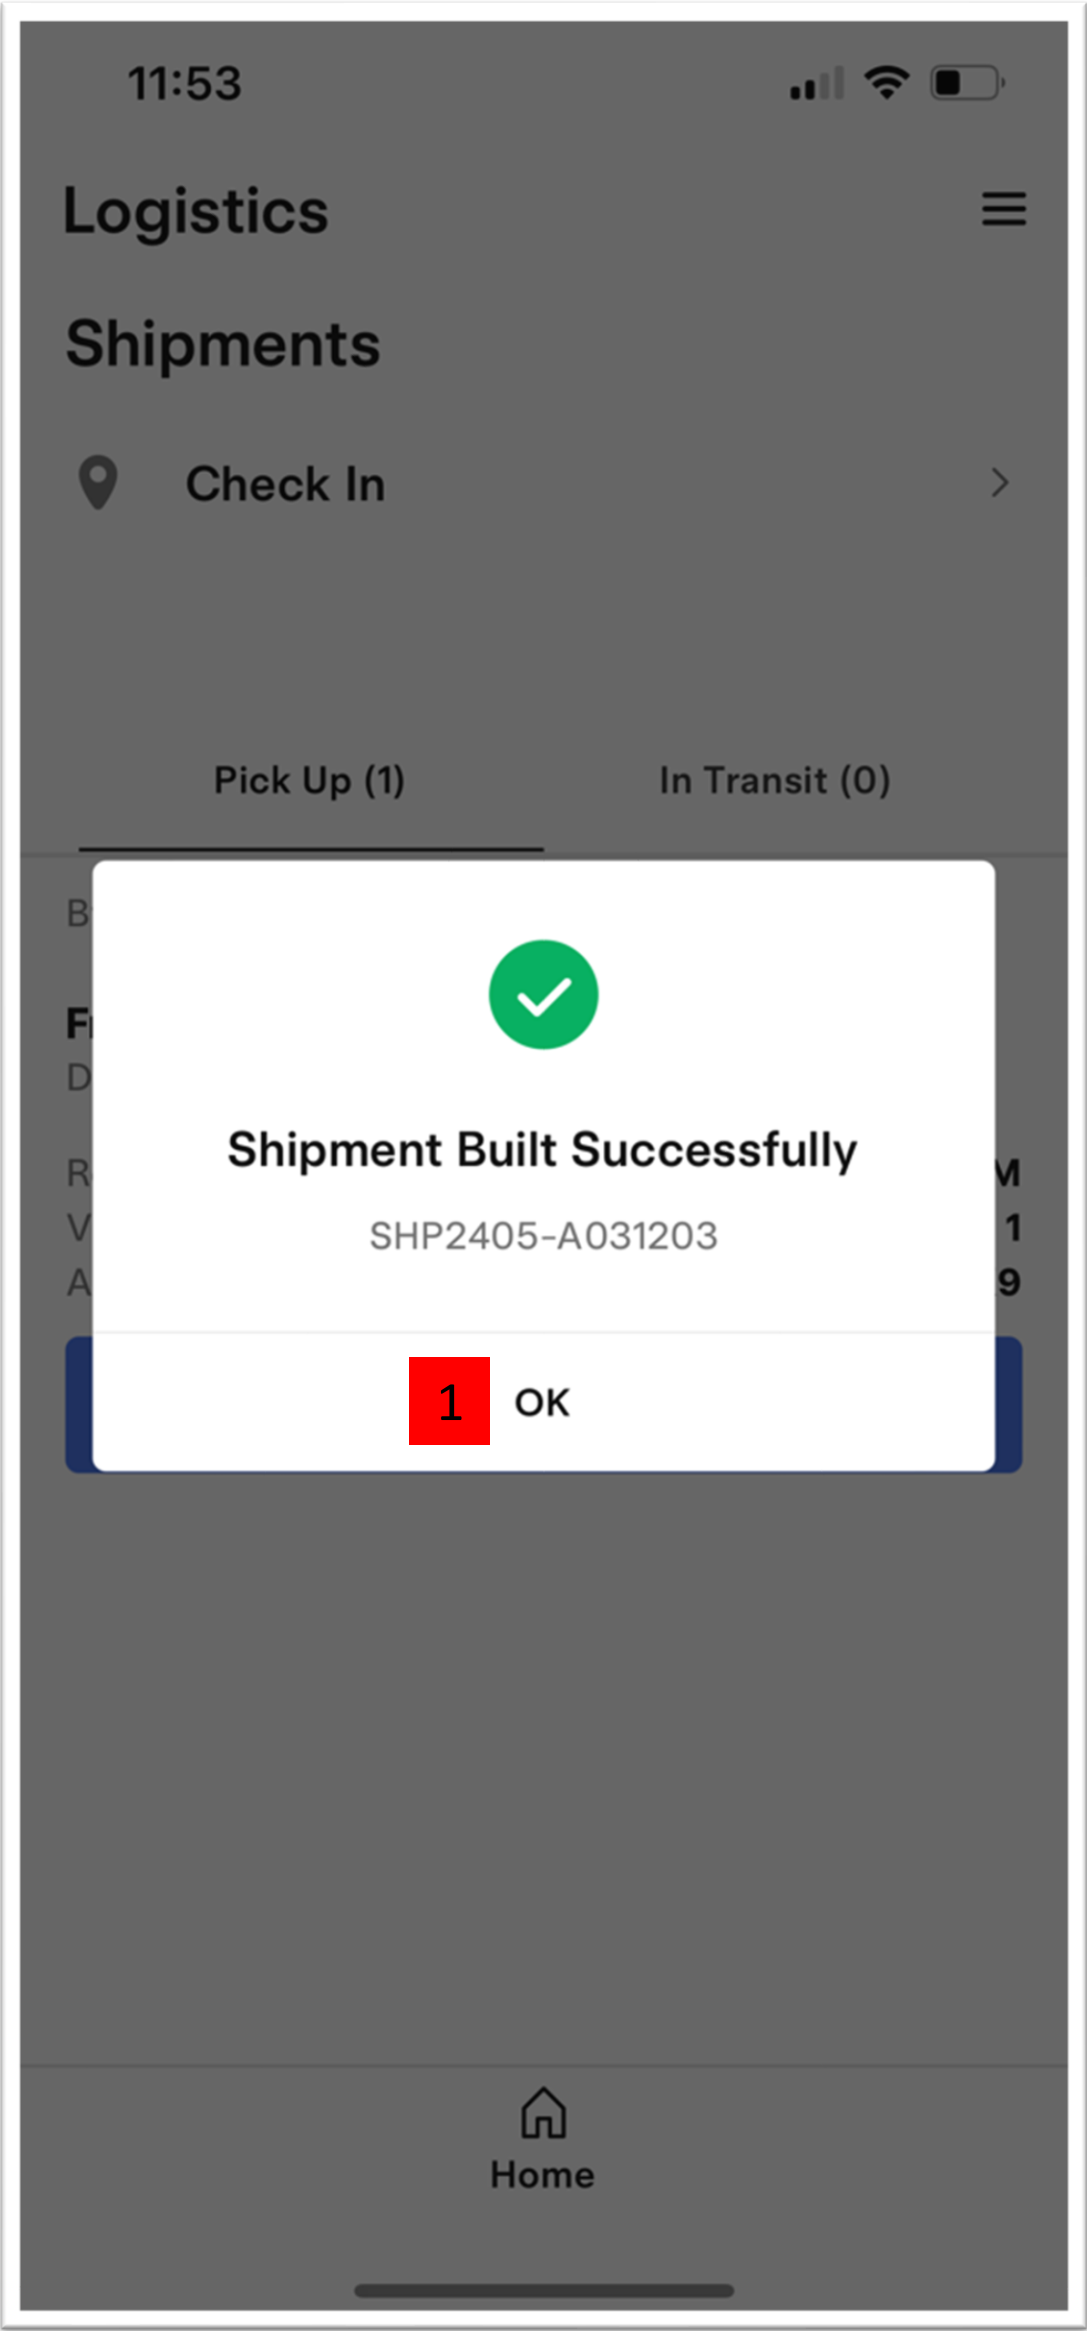 11:53
Logistics
Shipments
Check In
Pick Up (1)
In Transit (0)
Shipment Built Successfully
SHP2405-A031203
1 OK
Home